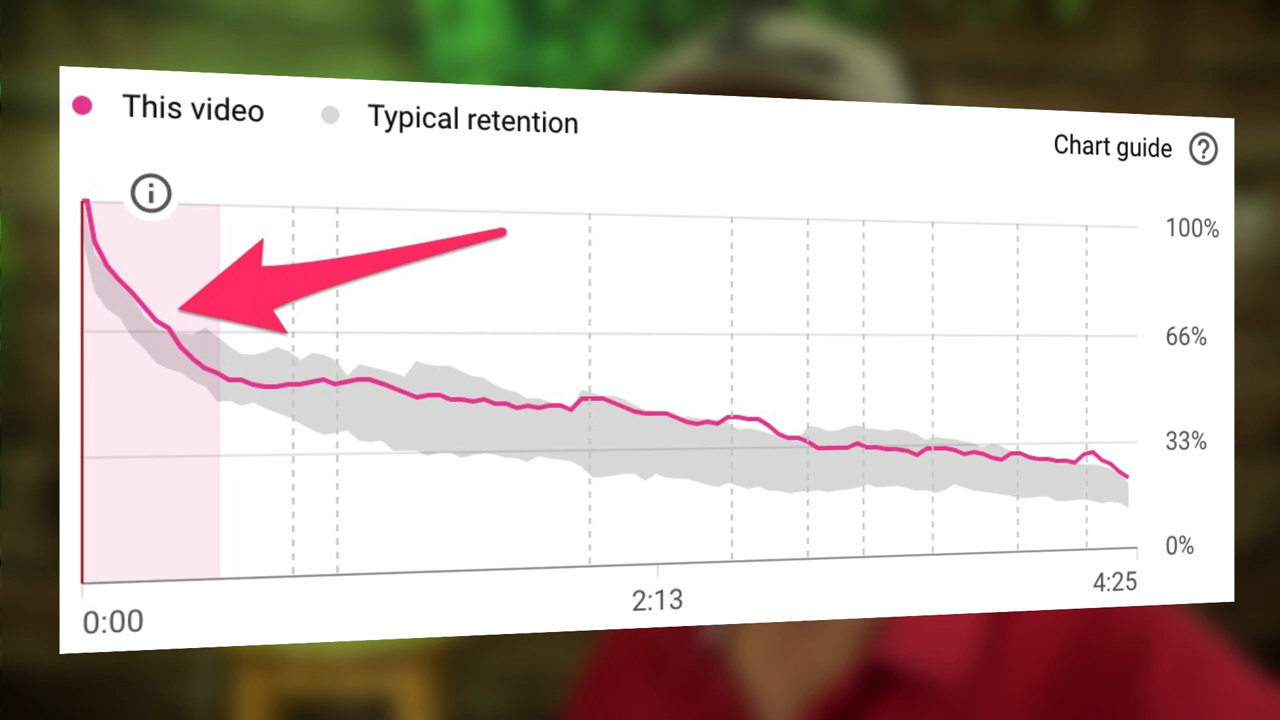 This video
Typical retention
Chart guide ?
i
100%
66%
33%
0%
0:00
2:13
4:25